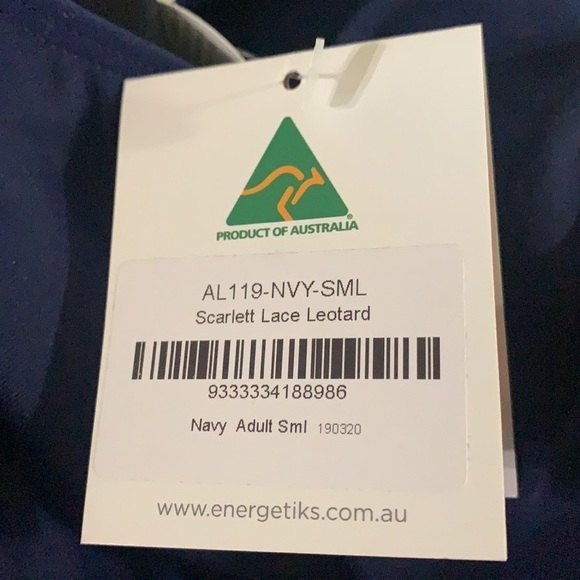 PRODUCT OF AUSTRALIA
AL119-NVY-SML
Scarlett Lace Leotard
9333334188986
Navy Adult Sml 190320
www.energetiks.com.au